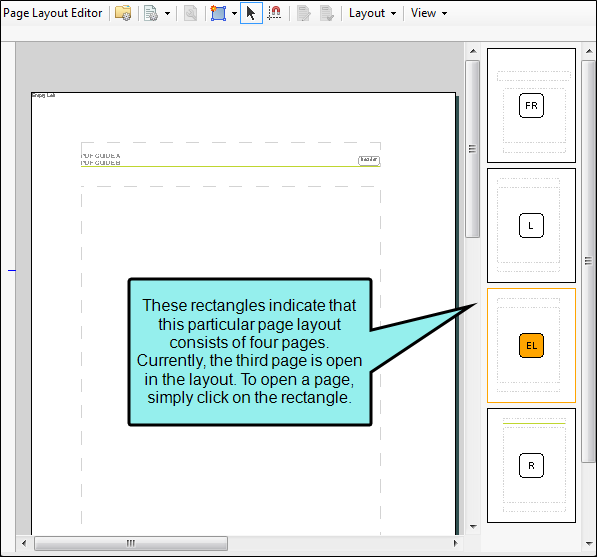 Page Layout Editor
Layout
View
Empty Left
PDF GUIDE A
PDF GUIDE B
header
FR
L
These rectangles indicate that
this particular page layout
consists of four pages.
Currently, the third page is open
in the layout. To open a page,
simply click on the rectangle.
EL
R